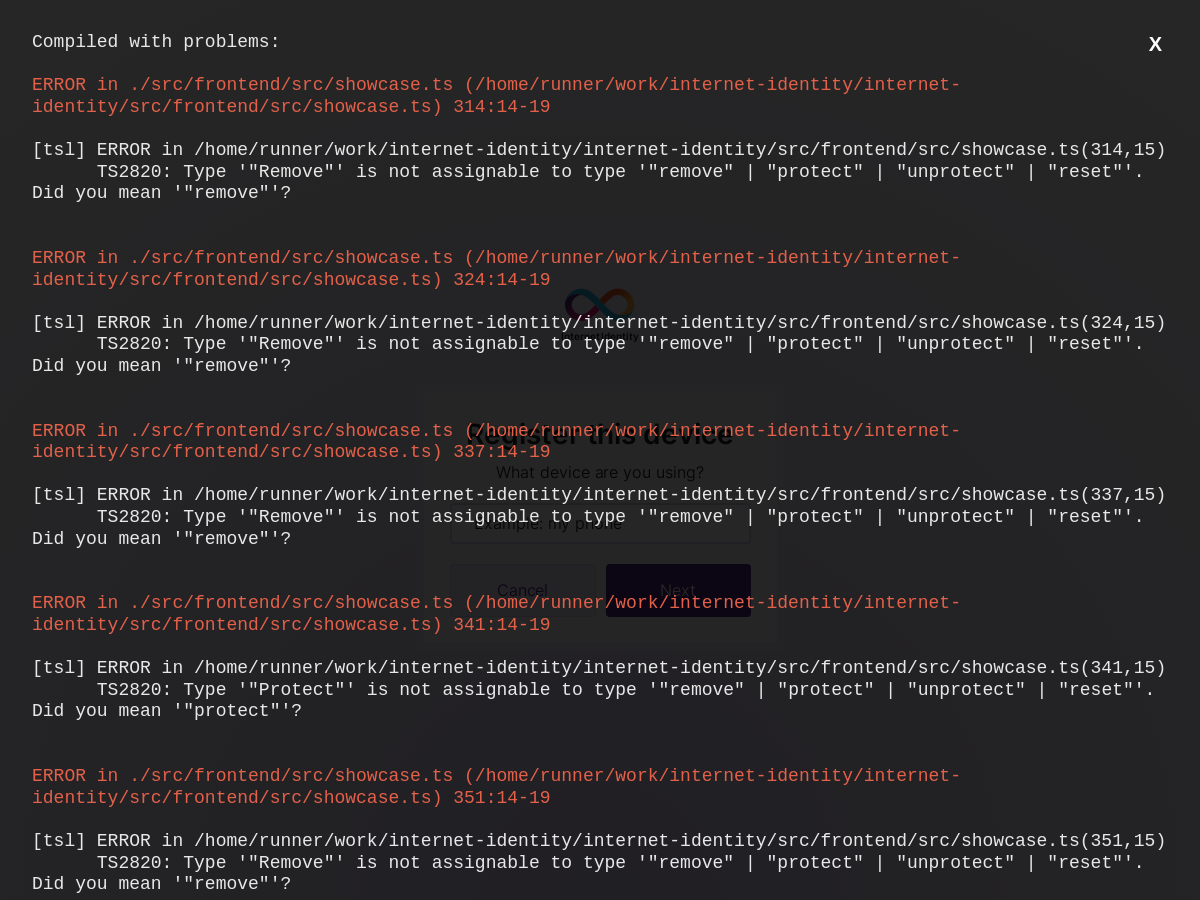 Compiled with problems:
X
ERROR in ./src/frontend/src/showcase.ts (/home/runner/work/internet-identity/internet-
identity/src/frontend/src/showcase.ts) 314:14-19
[tsl] ERROR in /home/runner/work/internet-identity/internet-identity/src/frontend/src/showcase.ts(314,15)
TS2820: Type '"Remove"' is not assignable to type '"remove" | "protect" | "unprotect" | "reset"'.
Did you mean '"remove"'?
ERROR in ./src/frontend/src/showcase.ts (/home/runner/work/internet-identity/internet-
identity/src/frontend/src/showcase.ts) 324:14-19
[tsl] ERROR in /home/runner/work/internet-identity/internet-identity/src/frontend/src/showcase.ts(324,15)
TS2820: Type '"Remove"' is not assignable to type '"remove" | "protect" | "unprotect" | "reset"'.
Did you mean '"remove"'?
ERROR in ./src/frontend/src/showcase.ts (/home/runner/work/internet-identity/internet-
Register this device
identity/src/frontend/src/showcase.ts) 337:14-19
What device are you using?
[tsl] ERROR in /home/runner/work/internet-identity/internet-identity/src/frontend/src/showcase.ts(337,15)
TS2820: Type '"Remove"' is not assignable to type '"remove" | "protect" | "unprotect" | "reset"'.
Example: my phone
Did you mean '"remove"'?
Cancel
Next
ERROR in ./src/frontend/src/showcase.ts (/home/runner/work/internet-identity/internet-
identity/src/frontend/src/showcase.ts) 341:14-19
[tsl] ERROR in /home/runner/work/internet-identity/internet-identity/src/frontend/src/showcase.ts(341,15)
TS2820: Type '"Protect"' is not assignable to type '"remove" | "protect" | "unprotect" | "reset"'.
Did you mean '"protect"'?
ERROR in ./src/frontend/src/showcase.ts (/home/runner/work/internet-identity/internet-
identity/src/frontend/src/showcase.ts) 351:14-19
[tsl] ERROR in /home/runner/work/internet-identity/internet-identity/src/frontend/src/showcase.ts(351,15)
TS2820: Type '"Remove"' is not assignable to type '"remove" | "protect" | "unprotect" | "reset"'.
Did you mean '"remove"'?